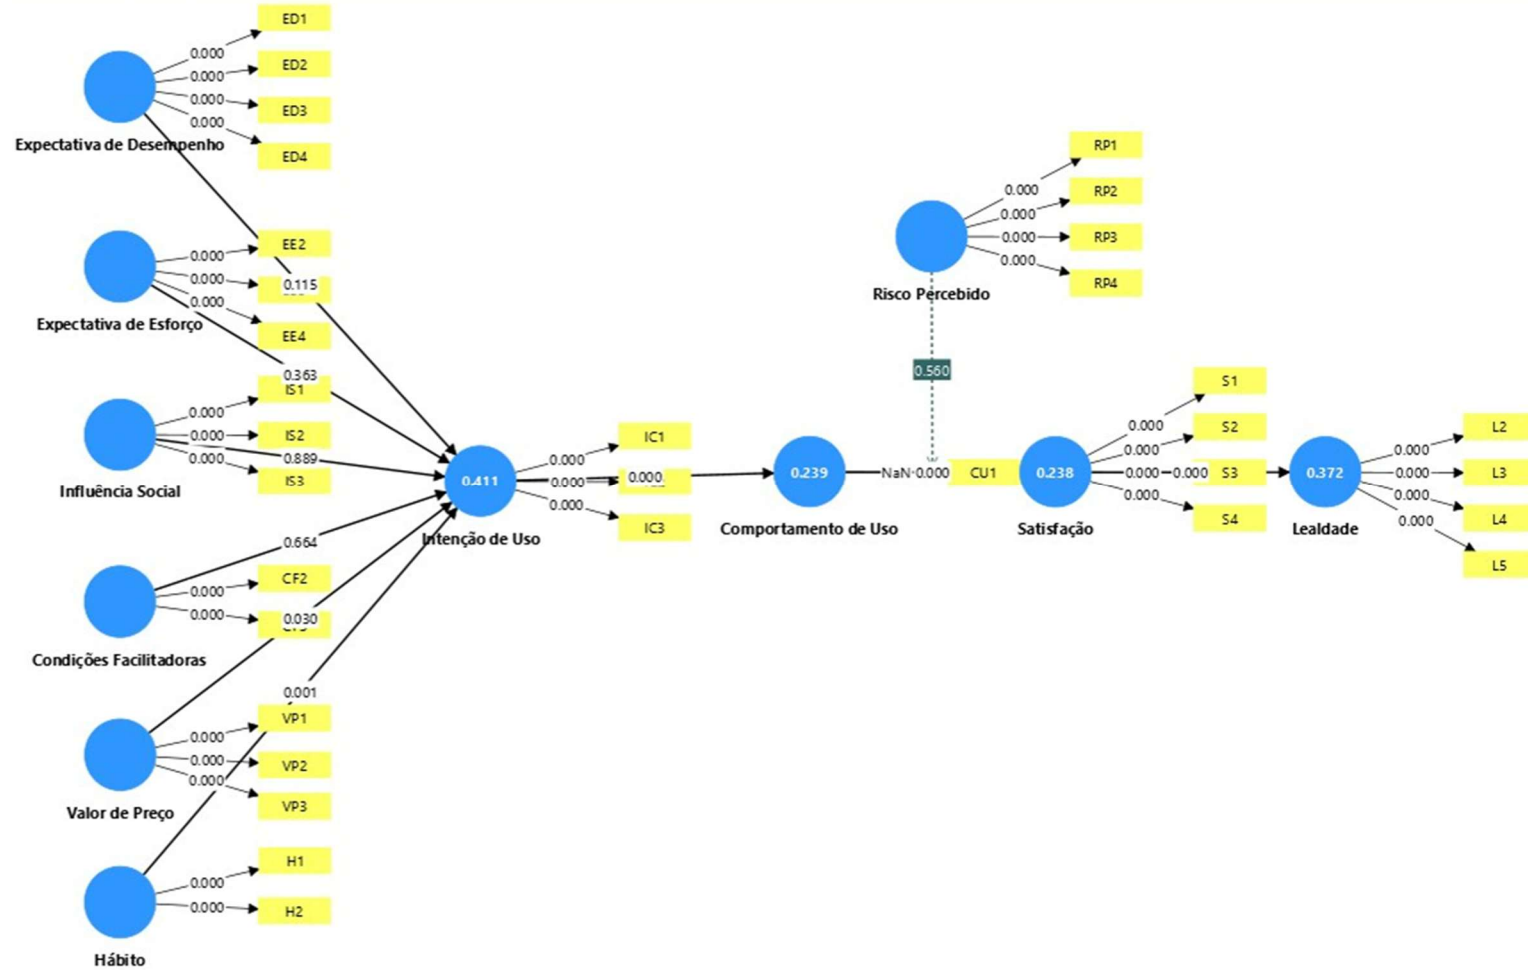 ED1
0.000
ED2
0.000
0.000
ED3
0.000
ED4
Expectativa de Desempenho
EE2
0.000
0.000
0.115
0.000
EE4
Expectativa de Esforço
0.363
IS1
0.000
0.000
IS2
0.889
0.000
IS3
Influência Social
0.664
CF2
0.000
0.000
0.030
Condições Facilitadoras
0.001
VP1
0.000
0.000
VP2
0.000
VP3
Valor de Preço
H1
0.000
0.000
H2
Hábito
0.411
Intenção de Uso
IC1
0.000
0.000
0.000
0.000
IC3
0.239
Comportamento de Uso
NaN
0.000
CU1
RP1
0.000
RP2
0.000
0.000
RP3
0.000
RP4
Risco Percebido
0.560
0.238
Satisfação
S1
0.000
S2
0.000
0.000
0.000
S3
0.000
S4
0.372
Lealdade
L2
0.000
0.000
L3
0.000
L4
0.000
L5